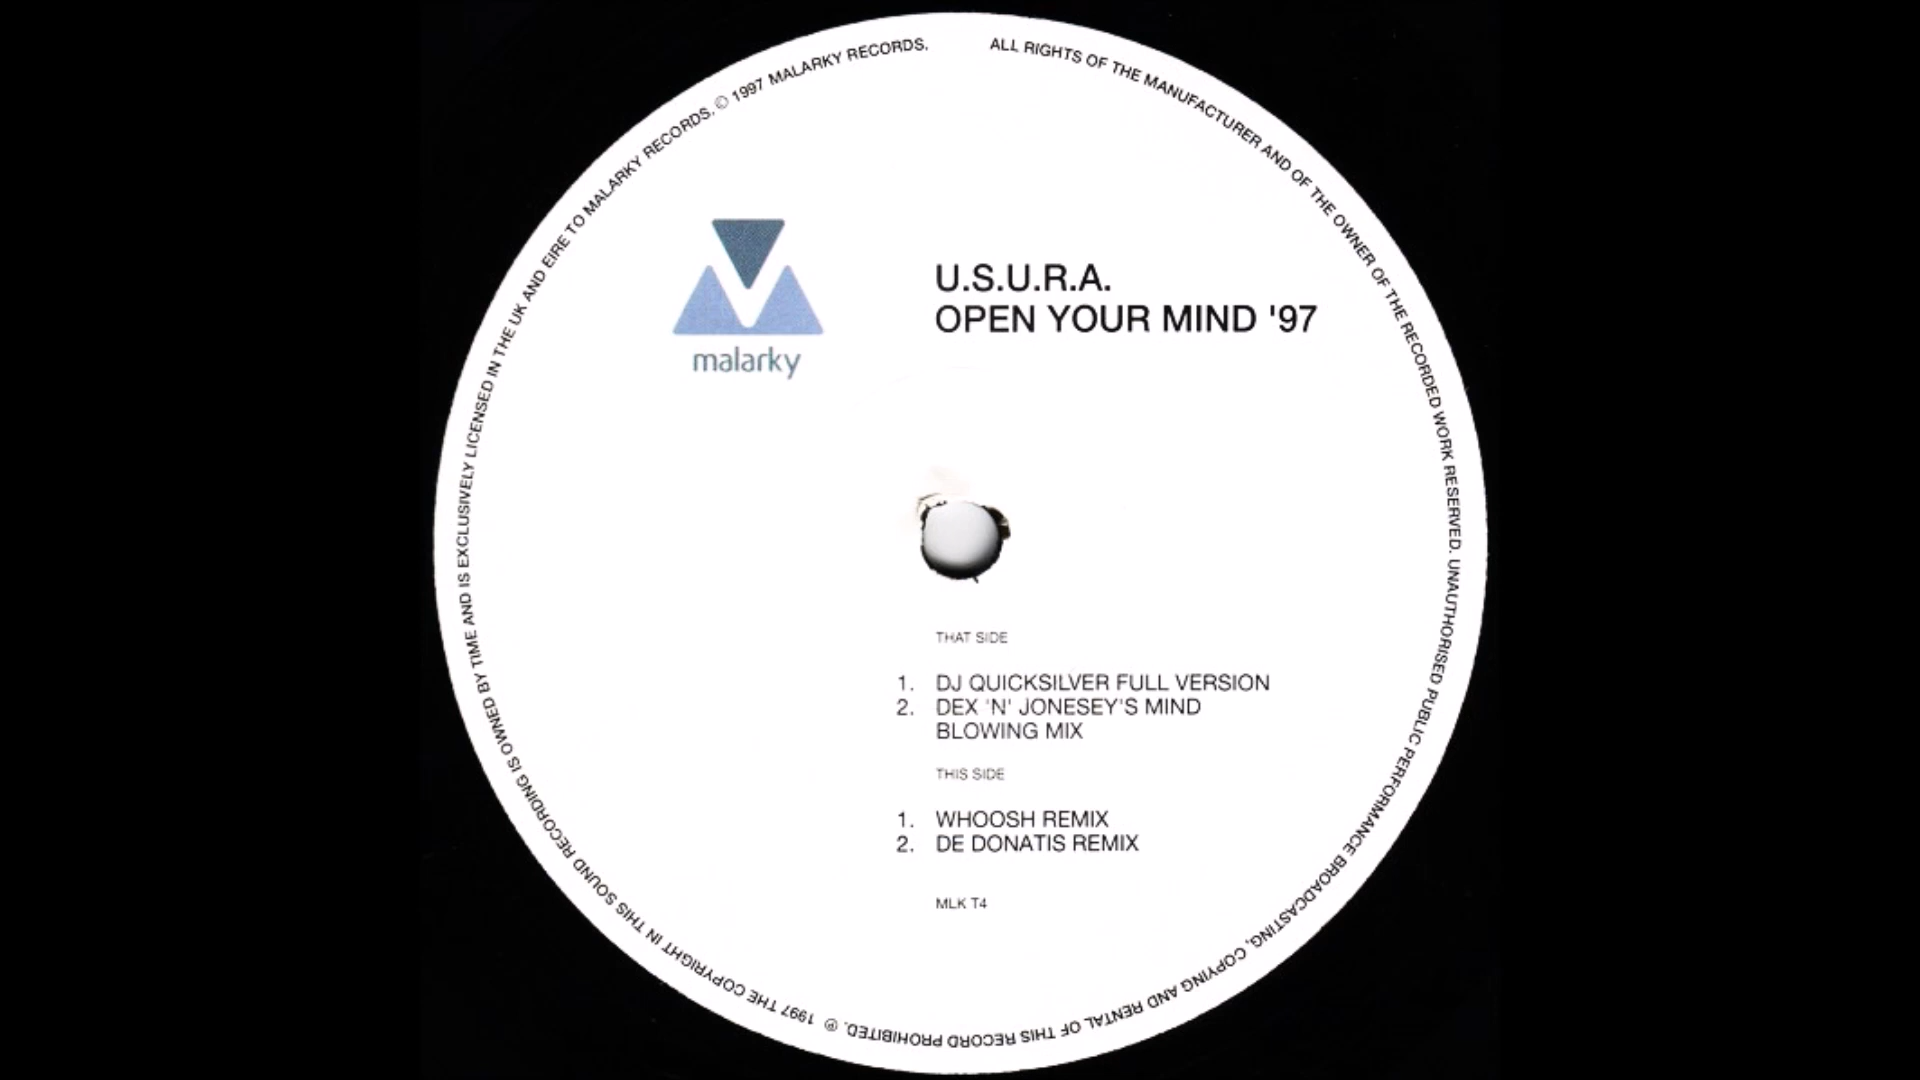 ALL RIGHTS OF THE MANUFACTURER AND OF THE OWNER OF THE RECORDED WORK RESERVED. UNAUTHORISED PUBLIC PERFORMANCE BROADCASTING, COPYING AND RENTAL OF THIS RECORD PROHIBITED. ℗ 1997 THE COPYRIGHT IN THIS SOUND RECORDING IS OWNED BY TIME AND IS EXCLUSIVELY LICENSED IN THE UK AND EIRE TO MALARKY RECORDS. © 1997 MALARKY RECORDS.
malarky
U.S.U.R.A.
OPEN YOUR MIND '97
THAT SIDE
1. DJ QUICKSILVER FULL VERSION
2. DEX 'N' JONESEY'S MIND
BLOWING MIX
THIS SIDE
1. WHOOSH REMIX
2. DE DONATIS REMIX
MLK T4